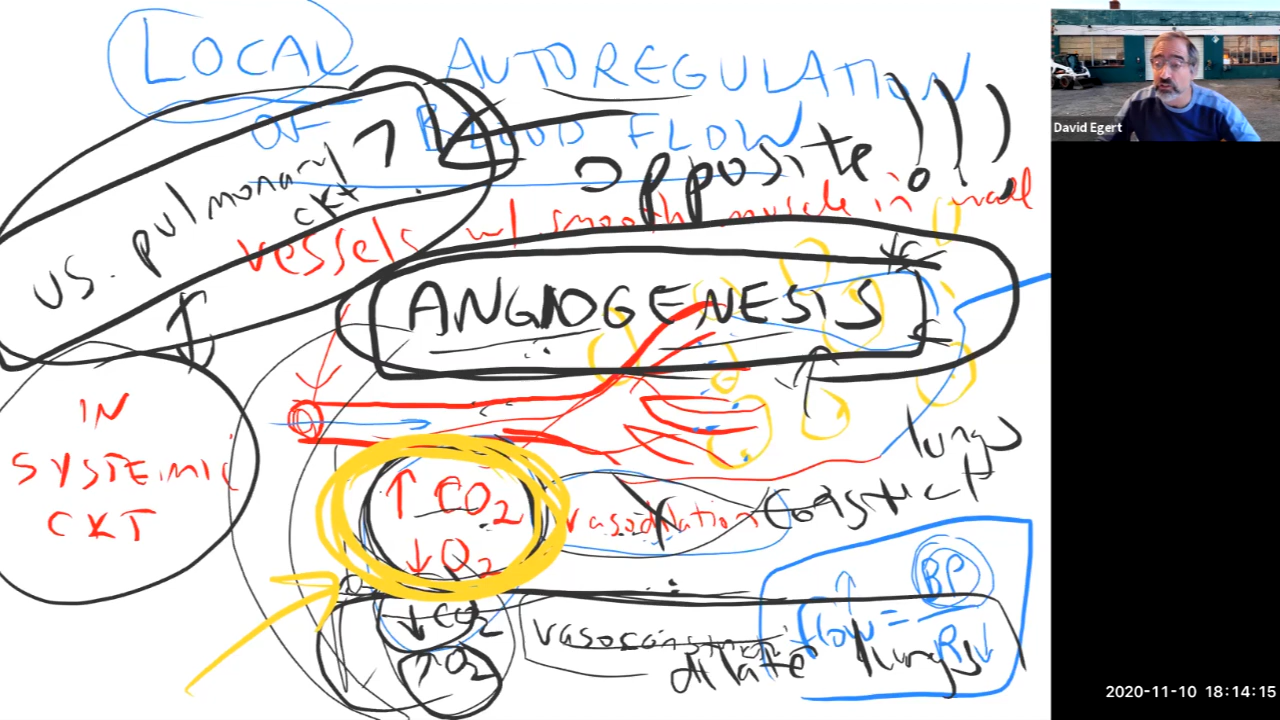 LOCAL AUTOREGULATION
OF BLOOD FLOW
vs. pulmonary
CKT
?
opposite!!!
vessels w/ smooth muscle in wall
ANGIOGENESIS
IN
SYSTEMIC
CKT
lungs
↑ CO2
↓ O2
vasodilation
constrict
↓ CO2
↑ O2
dilate lungs
flow = BP
R↓
↑
David Egert
2020-11-10 18:14:15